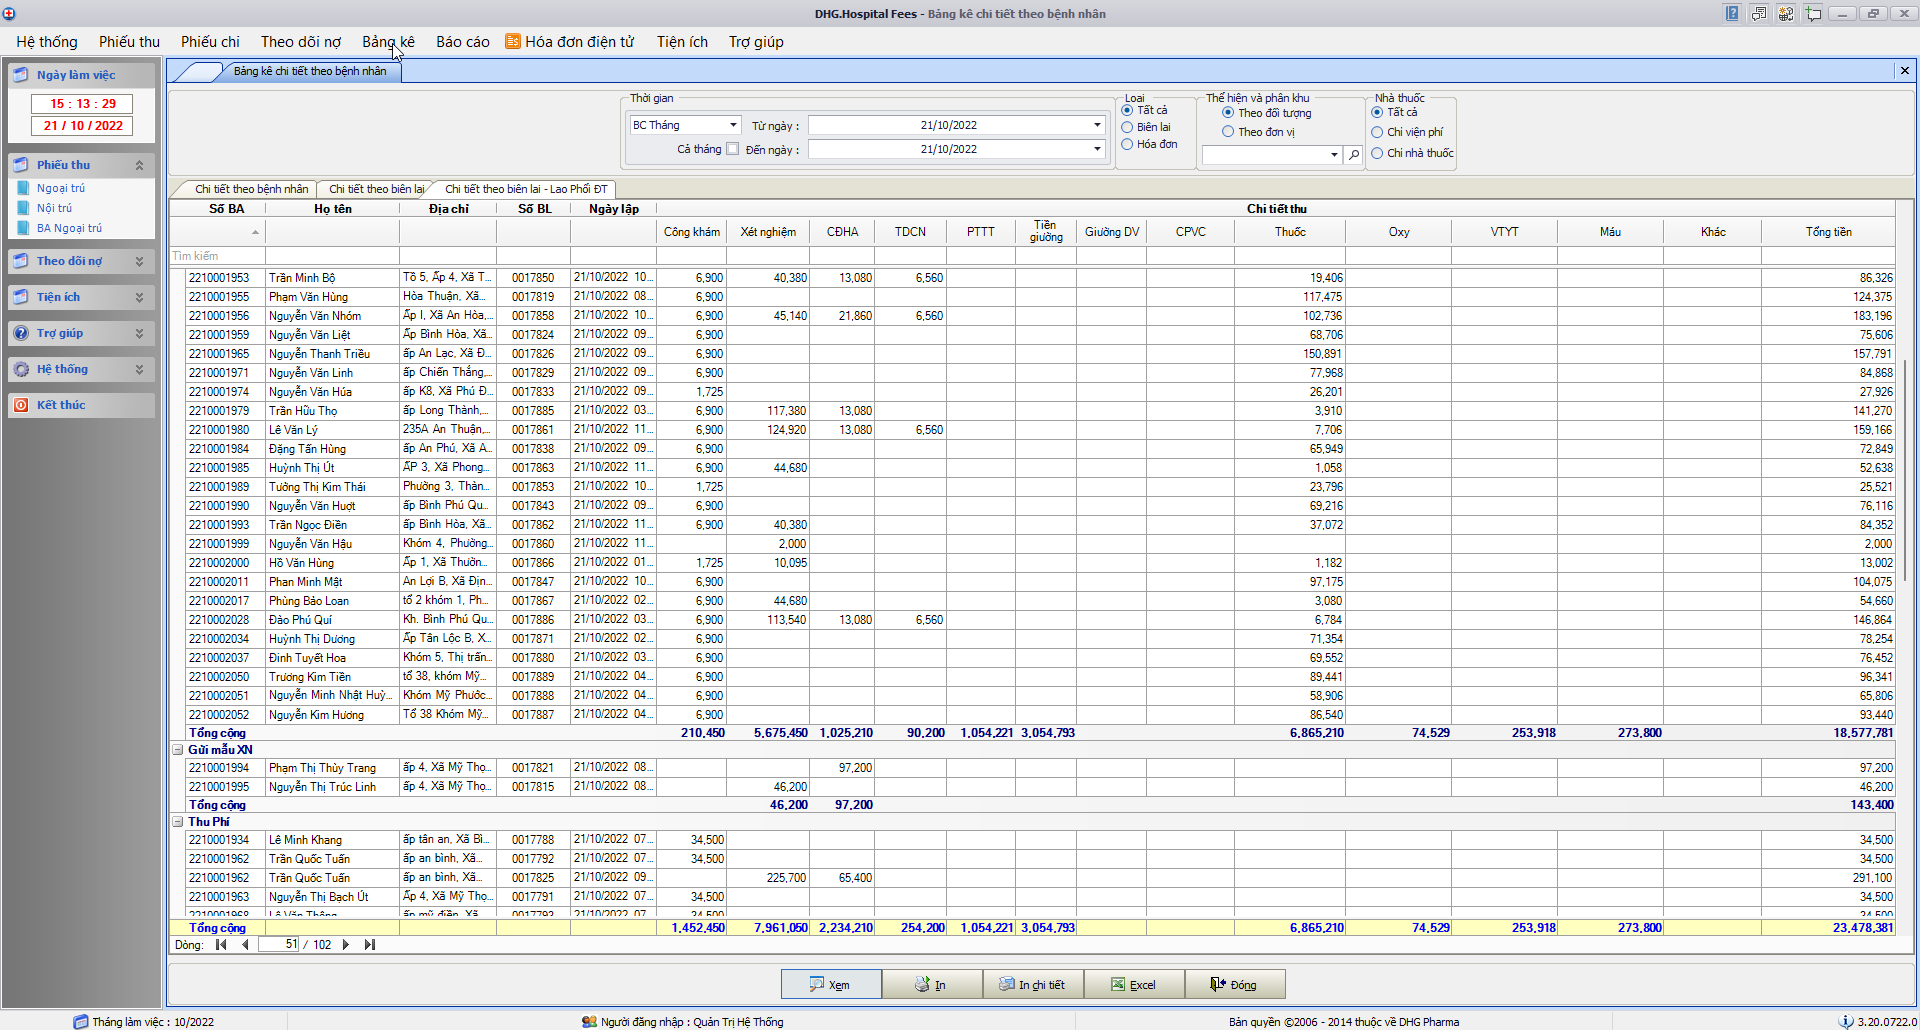 DHG.Hospital Fees - Bảng kê chi tiết theo bệnh nhân
Hệ thống Phiếu thu Phiếu chi Theo dõi nợ Bảng kê Báo cáo Hóa đơn điện tử Tiện ích Trợ giúp
Ngày làm việc
15 : 13 : 29
21 / 10 / 2022
Phiếu thu
Ngoại trú
Nội trú
BA Ngoại trú
Theo dõi nợ
Tiện ích
Trợ giúp
Hệ thống
Kết thúc
Bảng kê chi tiết theo bệnh nhân
Thời gian
BC Tháng Từ ngày : 21/10/2022
Cả tháng Đến ngày : 21/10/2022
Loại
Tất cả
Biên lai
Hóa đơn
Thể hiện và phân khu
Theo đối tượng
Theo đơn vị
Nhà thuốc
Tất cả
Chỉ viện phí
Chỉ nhà thuốc
Chi tiết theo bệnh nhân Chi tiết theo biên lai Chi tiết theo biên lai - Lao Phổi ĐT
Số BA Họ tên Địa chỉ Số BL Ngày lập Chi tiết thu
Công khám Xét nghiệm CĐHA TDCN PTTT Tiền giường Giường DV CPVC Thuốc Oxy VTYT Máu Khác Tổng tiền
Tìm kiếm
2210001953 Trần Minh Bộ Tổ 5, Ấp 4, Xã T... 0017850 21/10/2022 10... 6,900 40,380 13,080 6,560 19,406 86,326
2210001955 Phạm Văn Hùng Hòa Thuận, Xã... 0017819 21/10/2022 08... 6,900 117,475 124,375
2210001956 Nguyễn Văn Nhóm Ấp I, Xã An Hòa,... 0017858 21/10/2022 10... 6,900 45,140 21,860 6,560 102,736 183,196
2210001959 Nguyễn Văn Liệt Ấp Bình Hòa, Xã... 0017824 21/10/2022 09... 6,900 68,706 75,606
2210001965 Nguyễn Thanh Triều ấp An Lạc, Xã Đ... 0017826 21/10/2022 09... 6,900 150,891 157,791
2210001971 Nguyễn Văn Linh ấp Chiến Thắng,... 0017829 21/10/2022 09... 6,900 77,968 84,868
2210001974 Nguyễn Văn Húa ấp K8, Xã Phú Đ... 0017833 21/10/2022 09... 1,725 26,201 27,926
2210001979 Trần Hữu Thọ ấp Long Thành,... 0017885 21/10/2022 03... 6,900 117,380 13,080 3,910 141,270
2210001980 Lê Văn Lý 235A An Thuận,... 0017861 21/10/2022 11... 6,900 124,920 13,080 6,560 7,706 159,166
2210001984 Đặng Tấn Hùng ấp An Phú, Xã A... 0017838 21/10/2022 09... 6,900 65,949 72,849
2210001985 Huỳnh Thị Út ẤP 3, Xã Phong... 0017863 21/10/2022 11... 6,900 44,680 1,058 52,638
2210001989 Tưởng Thị Kim Thái Phường 3, Thàn... 0017853 21/10/2022 10... 1,725 23,796 25,521
2210001990 Nguyễn Văn Huợt ấp Bình Phú Qu... 0017843 21/10/2022 09... 6,900 69,216 76,116
2210001993 Trần Ngọc Điền ấp Bình Hòa, Xã... 0017862 21/10/2022 11... 6,900 40,380 37,072 84,352
2210001999 Nguyễn Văn Hậu Khóm 4, Phường... 0017860 21/10/2022 11... 2,000 2,000
2210002000 Hồ Văn Hùng Ấp 1, Xã Thườn... 0017866 21/10/2022 01... 1,725 10,095 1,182 13,002
2210002011 Phan Minh Mật An Lợi B, Xã Địn... 0017847 21/10/2022 10... 6,900 97,175 104,075
2210002017 Phùng Bảo Loan tổ 2 khóm 1, Ph... 0017867 21/10/2022 02... 6,900 44,680 3,080 54,660
2210002028 Đào Phú Quí Kh. Bình Phú Qu... 0017886 21/10/2022 03... 6,900 113,540 13,080 6,560 6,784 146,864
2210002034 Huỳnh Thị Dương Ấp Tân Lộc B, X... 0017871 21/10/2022 02... 6,900 71,354 78,254
2210002037 Đinh Tuyết Hoa Khóm 5, Thị trấn... 0017880 21/10/2022 03... 6,900 69,552 76,452
2210002050 Trương Kim Tiền tổ 38, khóm Mỹ... 0017889 21/10/2022 04... 6,900 89,441 96,341
2210002051 Nguyễn Minh Nhật Huỳ... Khóm Mỹ Phước... 0017888 21/10/2022 04... 6,900 58,906 65,806
2210002052 Nguyễn Kim Hương Tổ 38 Khóm Mỹ... 0017887 21/10/2022 04... 6,900 86,540 93,440
Tổng cộng 210,450 5,675,450 1,025,210 90,200 1,054,221 3,054,793 6,865,210 74,529 253,918 273,800 18,577,781
Gửi mẫu XN
2210001994 Phạm Thị Thùy Trang ấp 4, Xã Mỹ Thọ... 0017821 21/10/2022 08... 97,200 97,200
2210001995 Nguyễn Thị Trúc Linh ấp 4, Xã Mỹ Thọ... 0017815 21/10/2022 08... 46,200 46,200
Tổng cộng 46,200 97,200 143,400
Thu Phí
2210001934 Lê Minh Khang ấp tân an, Xã Bì... 0017788 21/10/2022 07... 34,500 34,500
2210001962 Trần Quốc Tuấn ấp an bình, Xã... 0017792 21/10/2022 07... 34,500 34,500
2210001962 Trần Quốc Tuấn ấp an bình, Xã... 0017825 21/10/2022 09... 225,700 65,400 291,100
2210001963 Nguyễn Thị Bạch Út Ấp 4, Xã Mỹ Thọ... 0017791 21/10/2022 07... 34,500 34,500
2210001968 Lê Văn Thông ấp mỹ điền, Xã... 0017793 21/10/2022 07... 34,500 34,500
Tổng cộng 1,452,450 7,961,050 2,234,210 254,200 1,054,221 3,054,793 6,865,210 74,529 253,918 273,800 23,478,381
Dòng: 51 / 102
Xem In In chi tiết Excel Đóng
Tháng làm việc : 10/2022 Người đăng nhập : Quản Trị Hệ Thống Bản quyền ©2006 - 2014 thuộc về DHG Pharma 3.20.0722.0